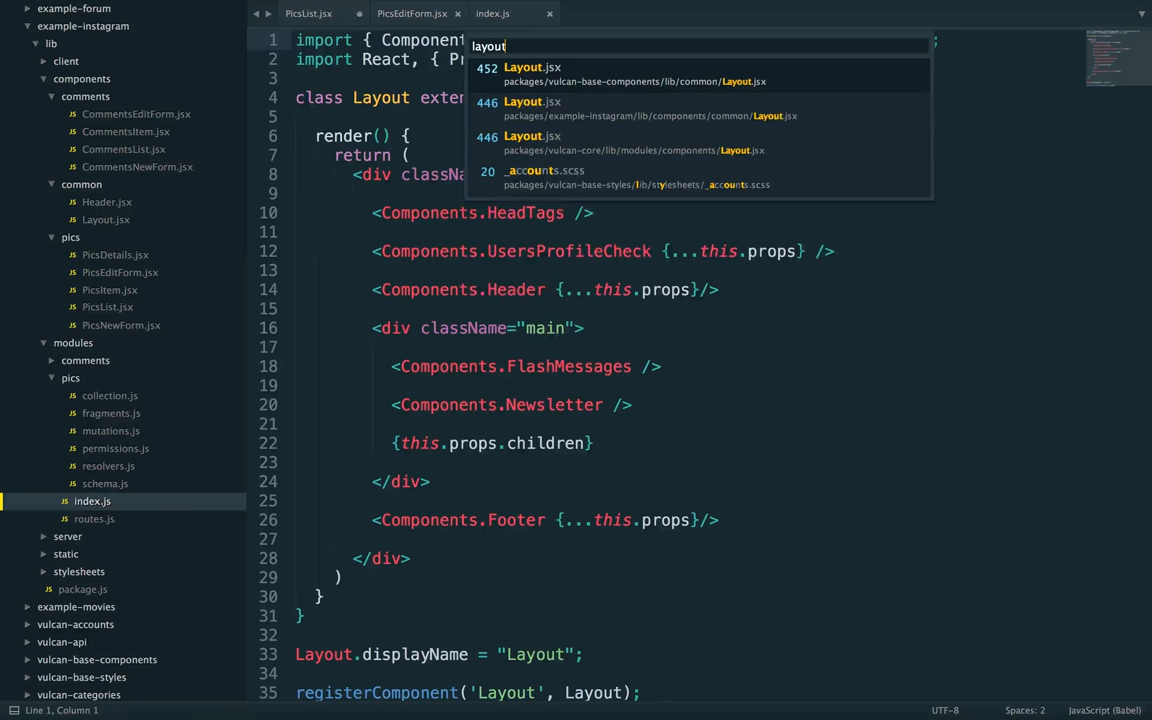 example-forum
example-instagram
lib
client
components
comments
CommentsEditForm.jsx
CommentsItem.jsx
CommentsList.jsx
CommentsNewForm.jsx
common
Header.jsx
Layout.jsx
pics
PicsDetails.jsx
PicsEditForm.jsx
PicsItem.jsx
PicsList.jsx
PicsNewForm.jsx
modules
comments
pics
JS collection.js
JS fragments.js
JS mutations.js
JS permissions.js
JS resolvers.js
JS schema.js
JS index.js
JS routes.js
server
static
stylesheets
JS package.js
example-movies
vulcan-accounts
vulcan-api
vulcan-base-components
vulcan-base-styles
vulcan-categories
PicsList.jsx
PicsEditForm.jsx
index.js
layout
452 Layout.jsx
packages/vulcan-base-components/lib/common/Layout.jsx
446 Layout.jsx
packages/example-instagram/lib/components/common/Layout.jsx
446 Layout.jsx
packages/vulcan-core/lib/modules/components/Layout.jsx
20 _accounts.scss
packages/vulcan-base-styles/lib/stylesheets/_accounts.scss
1 import { Component ;
2 import React, { P
3
4 class Layout exten
5
6 render() {
7 return (
8 <div classNa
9
10 <Components.HeadTags />
11
12 <Components.UsersProfileCheck {...this.props} />
13
14 <Components.Header {...this.props}/>
15
16 <div className="main">
17
18 <Components.FlashMessages />
19
20 <Components.Newsletter />
21
22 {this.props.children}
23
24 </div>
25
26 <Components.Footer {...this.props}/>
27
28 </div>
29 )
30 }
31 }
32
33 Layout.displayName = "Layout";
34
35 registerComponent('Layout', Layout);
Line 1, Column 1
UTF-8
Spaces: 2
JavaScript (Babel)